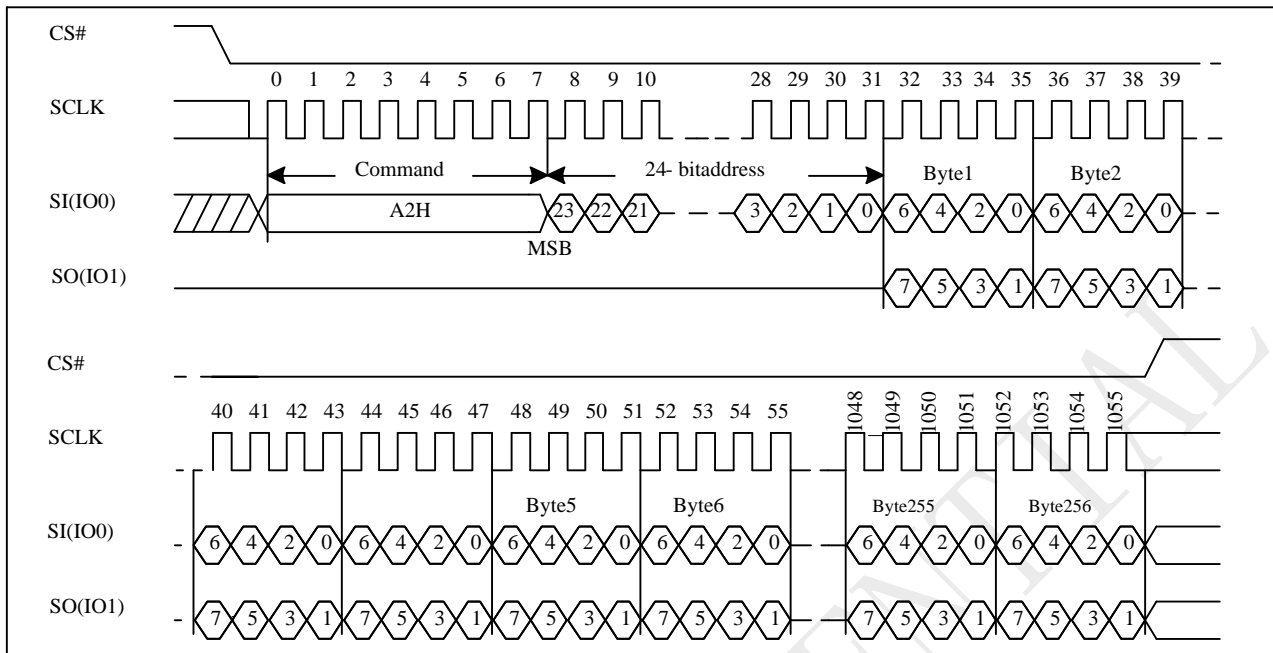 CS#
0 1 2 3 4 5 6 7 8 9 10 28 29 30 31 32 33 34 35 36 37 38 39
SCLK
Command 24- bitaddress Byte1 Byte2
SI(IO0) A2H 23 22 21 3 2 1 0 6 4 2 0 6 4 2 0
MSB
SO(IO1) 7 5 3 1 7 5 3 1
CS#
40 41 42 43 44 45 46 47 48 49 50 51 52 53 54 55 1048 1049 1050 1051 1052 1053 1054 1055
SCLK
Byte5 Byte6 Byte255 Byte256
SI(IO0) 6 4 2 0 6 4 2 0 6 4 2 0 6 4 2 0 6 4 2 0 6 4 2 0
SO(IO1) 7 5 3 1 7 5 3 1 7 5 3 1 7 5 3 1 7 5 3 1 7 5 3 1
ENTIAL